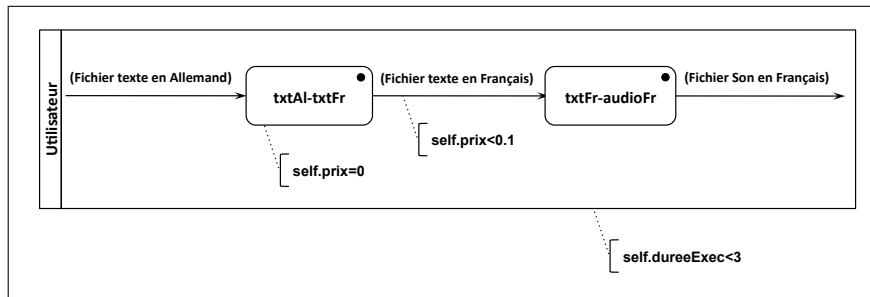 Utilisateur
(Fichier texte en Allemand)
(Fichier texte en Français)
(Fichier Son en Français)
txtAl-txtFr
txtFr-audioFr
self.prix<0.1
self.prix=0
self.dureeExec<3